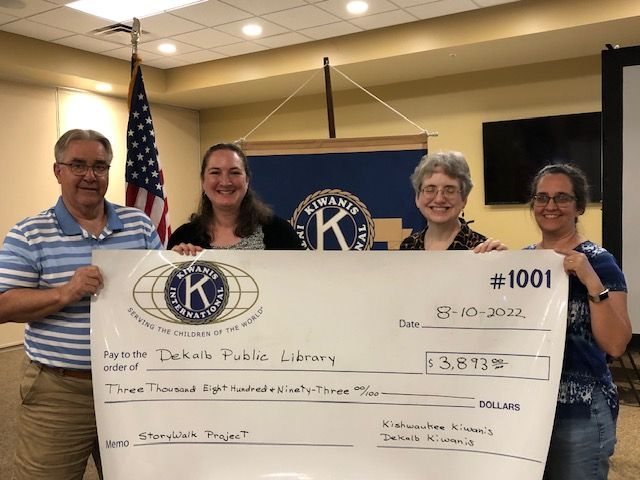 KIWANIS
K
KIWANIS
INTERNATIONAL
K
SERVING THE CHILDREN OF THE WORLD
#1001
Date 8-10-2022
Pay to the
order of Dekalb Public Library
$ 3,893 00
Three Thousand Eight Hundred & Ninety-Three 00/100 DOLLARS
Kishwaukee Kiwanis
Memo StoryWalk Project Dekalb Kiwanis